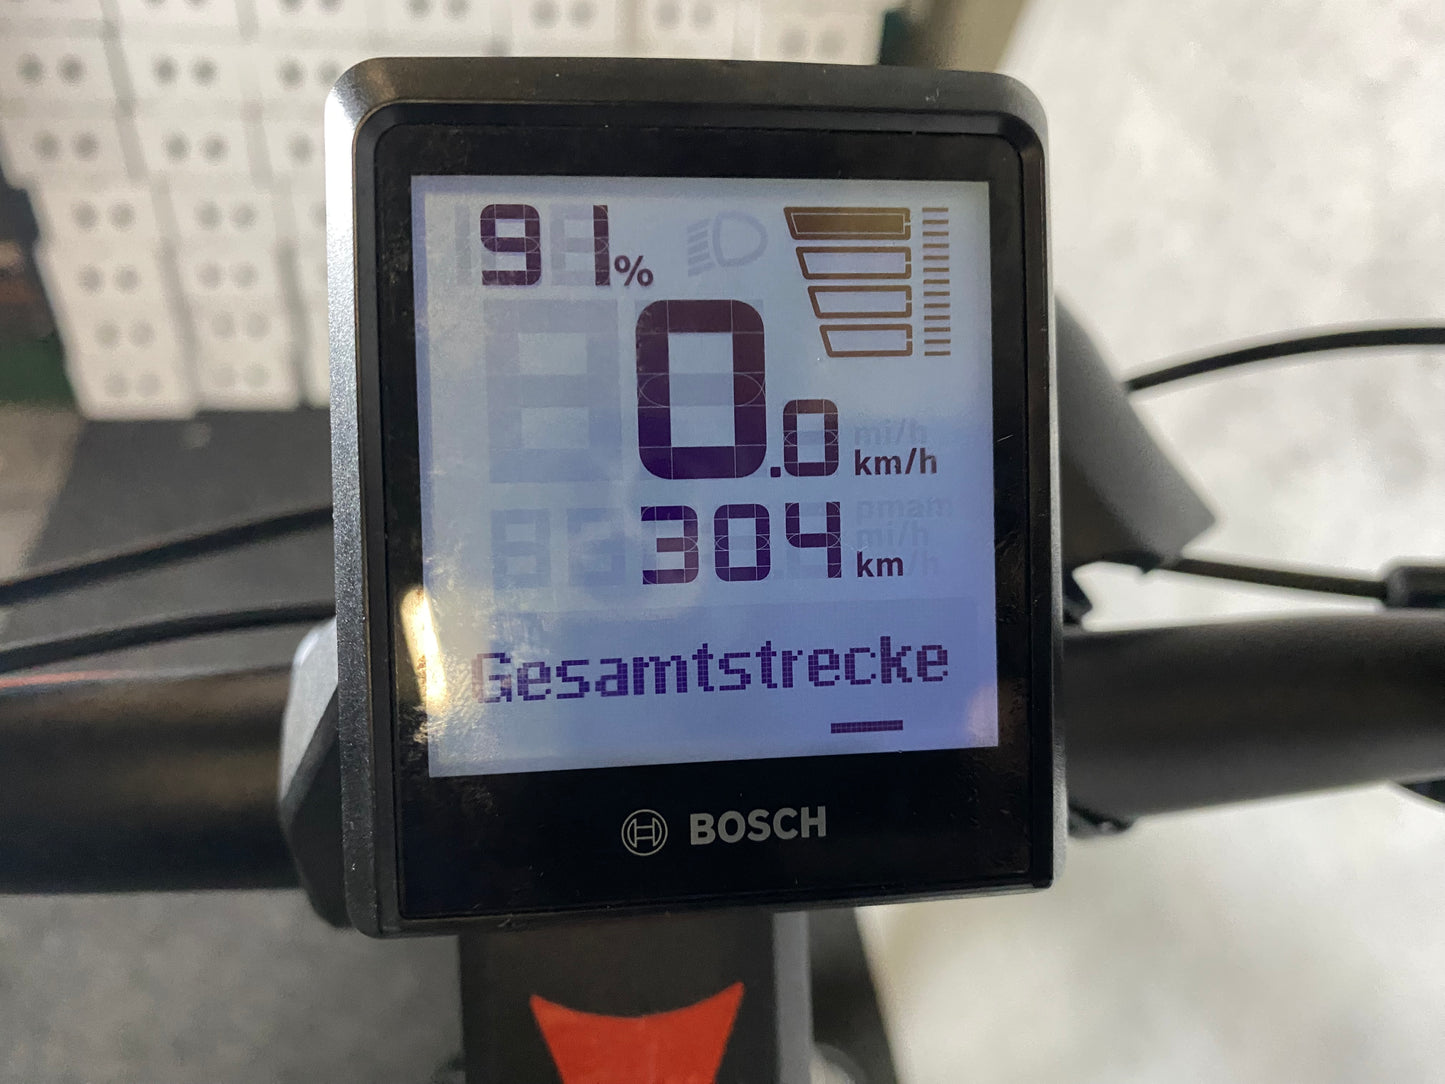 91%
0.0 km/h
304 km
Gesamtstrecke
BOSCH